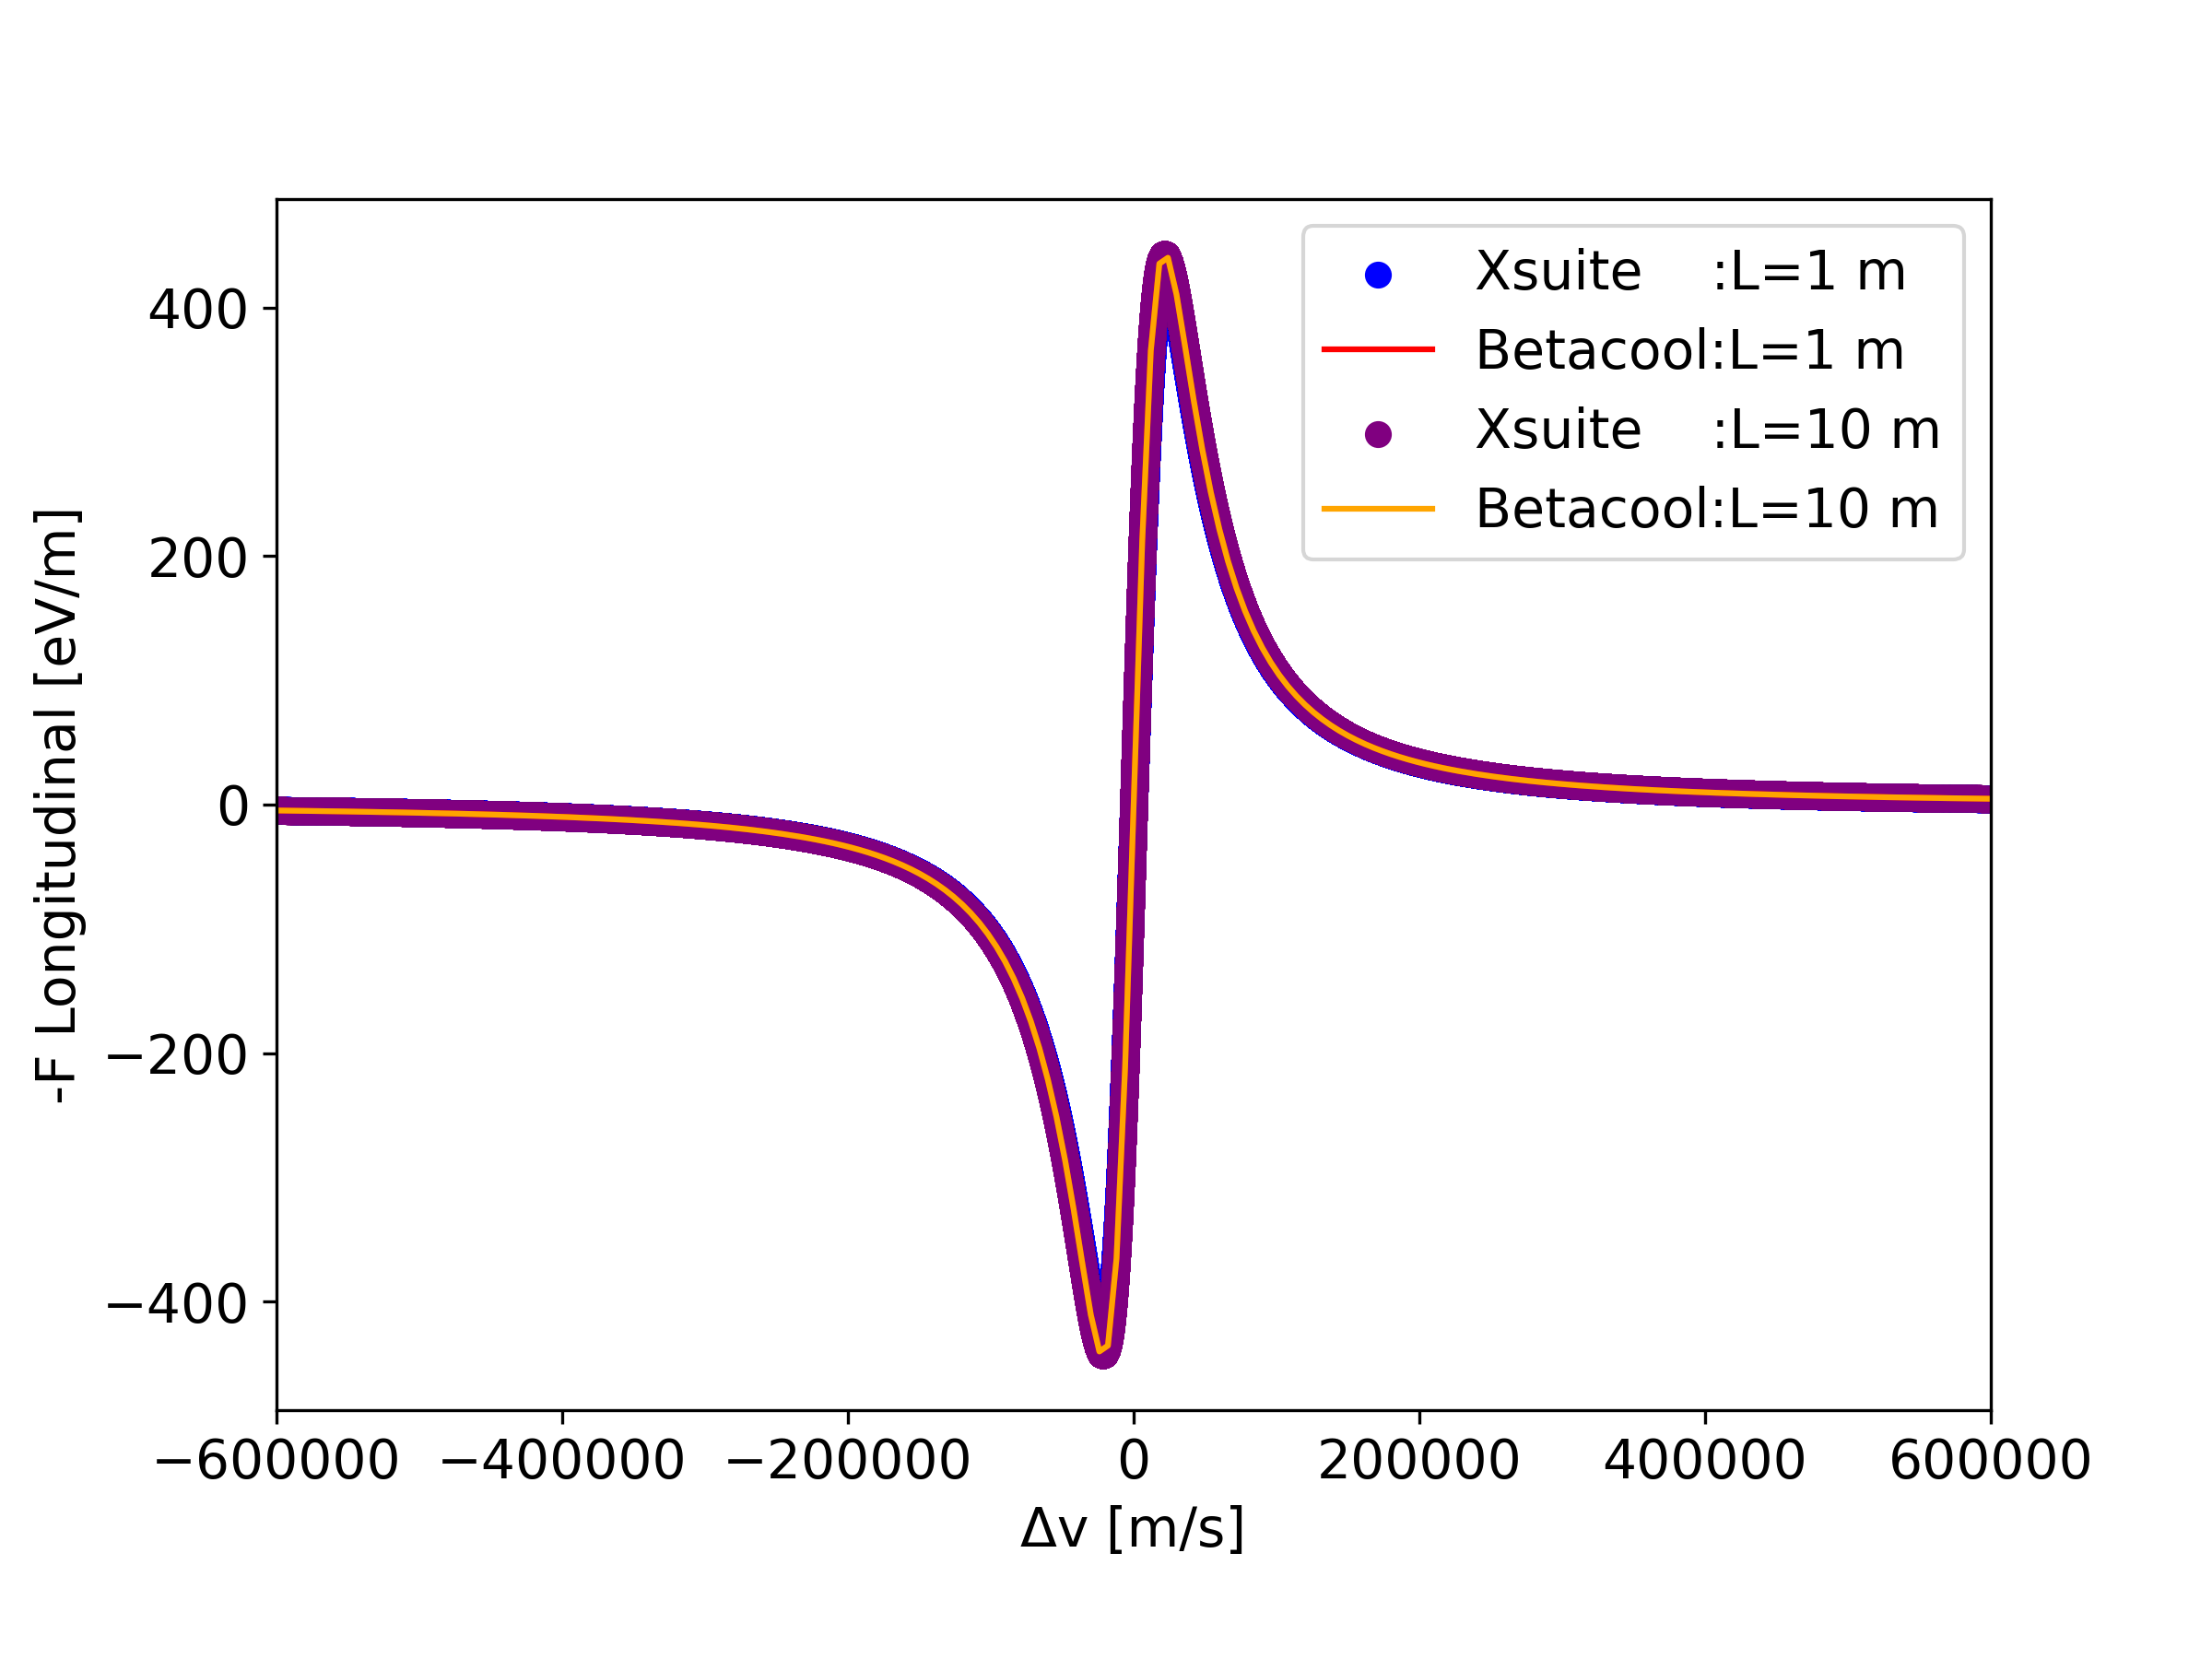 Xsuite    :L=1 m
Betacool:L=1 m
Xsuite    :L=10 m
Betacool:L=10 m
-F Longitudinal [eV/m]
400
200
0
−200
−400
−600000 −400000 −200000 0 200000 400000 600000
Δv [m/s]